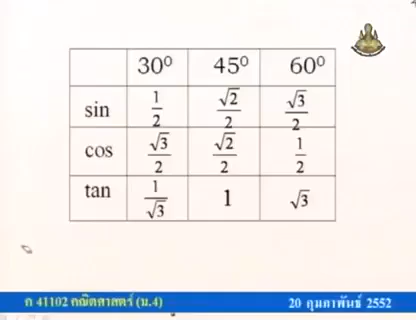 30⁰ 45⁰ 60⁰
sin 1/2 √2/2 √3/2
cos √3/2 √2/2 1/2
tan 1/√3 1 √3
ค 41102 คณิตศาสตร์ (ม.4) 20 กุมภาพันธ์ 2552